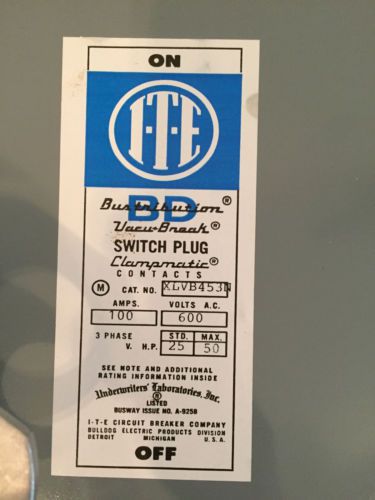 ON
I-T-E
BD
Bustribution®
Vacu-Break®
SWITCH PLUG
Clampmatic®
CONTACTS
M CAT. NO. XLVB453N
AMPS. VOLTS A.C.
100 600
3 PHASE STD. MAX.
V. H.P. 25 50
SEE NOTE AND ADDITIONAL
RATING INFORMATION INSIDE
Underwriters' Laboratories, Inc.
®
LISTED
BUSWAY ISSUE NO. A-9258
I-T-E CIRCUIT BREAKER COMPANY
BULLDOG ELECTRIC PRODUCTS DIVISION
DETROIT MICHIGAN U.S.A.
OFF